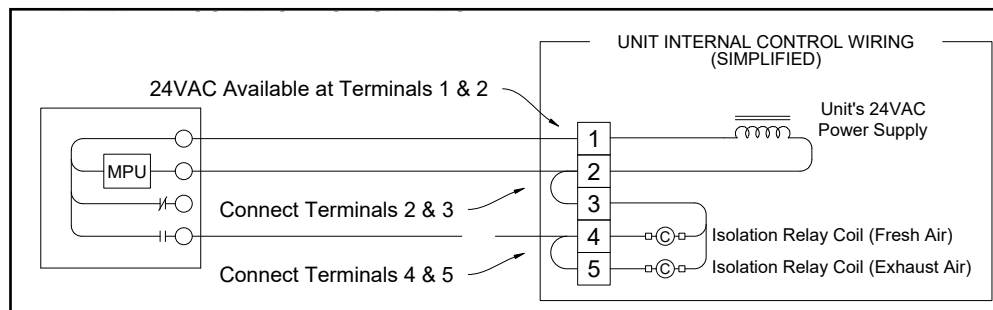 UNIT INTERNAL CONTROL WIRING
(SIMPLIFIED)
24VAC Available at Terminals 1 & 2
Unit's 24VAC
Power Supply
1
MPU
2
3
Connect Terminals 2 & 3
4
Isolation Relay Coil (Fresh Air)
C
5
Isolation Relay Coil (Exhaust Air)
C
Connect Terminals 4 & 5